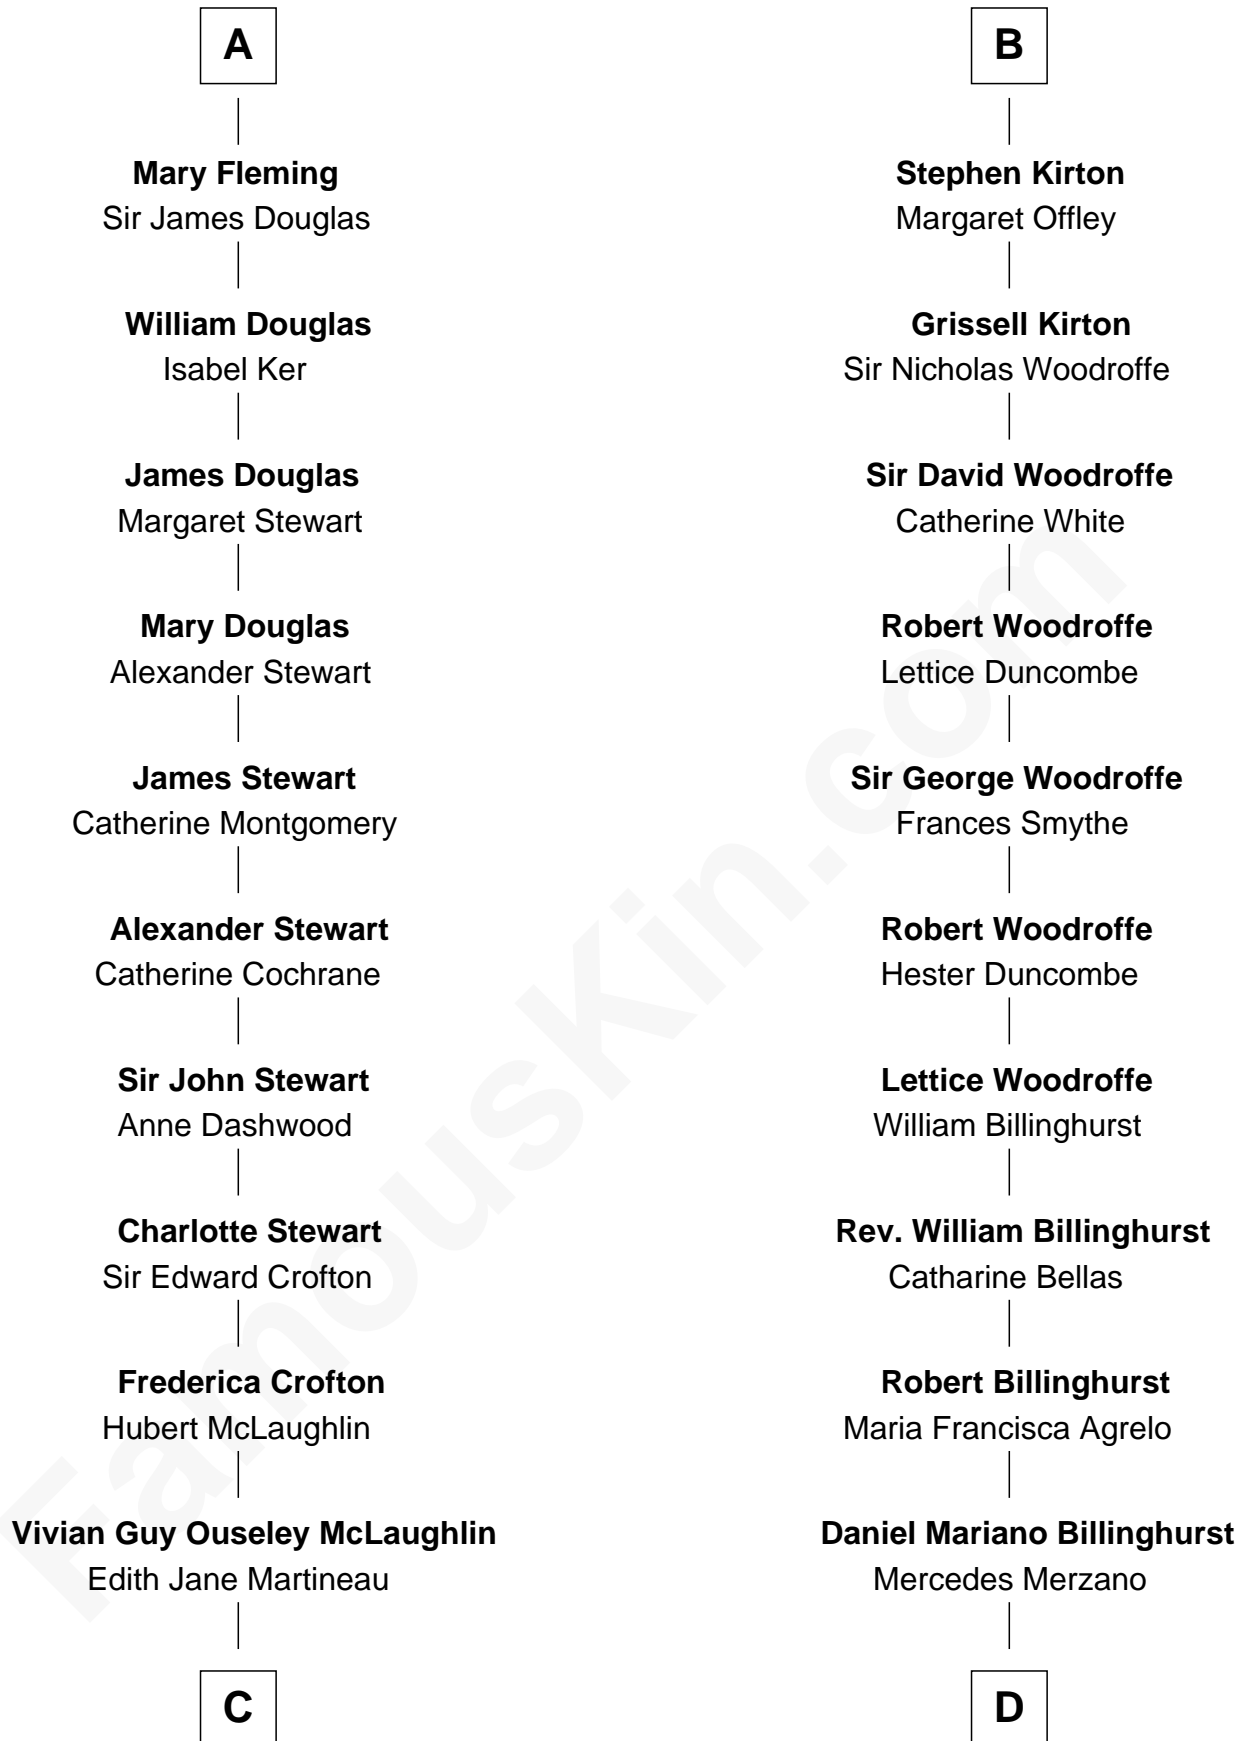 A
Mary Fleming
Sir James Douglas
William Douglas
Isabel Ker
James Douglas
Margaret Stewart
Mary Douglas
Alexander Stewart
James Stewart
Catherine Montgomery
Alexander Stewart
Catherine Cochrane
Sir John Stewart
Anne Dashwood
Charlotte Stewart
Sir Edward Crofton
Frederica Crofton
Hubert McLaughlin
Vivian Guy Ouseley McLaughlin
Edith Jane Martineau
C
B
Stephen Kirton
Margaret Offley
Grissell Kirton
Sir Nicholas Woodroffe
Sir David Woodroffe
Catherine White
Robert Woodroffe
Lettice Duncombe
Sir George Woodroffe
Frances Smythe
Robert Woodroffe
Hester Duncombe
Lettice Woodroffe
William Billinghurst
Rev. William Billinghurst
Catharine Bellas
Robert Billinghurst
Maria Francisca Agrelo
Daniel Mariano Billinghurst
Mercedes Merzano
D
FamousKin.com